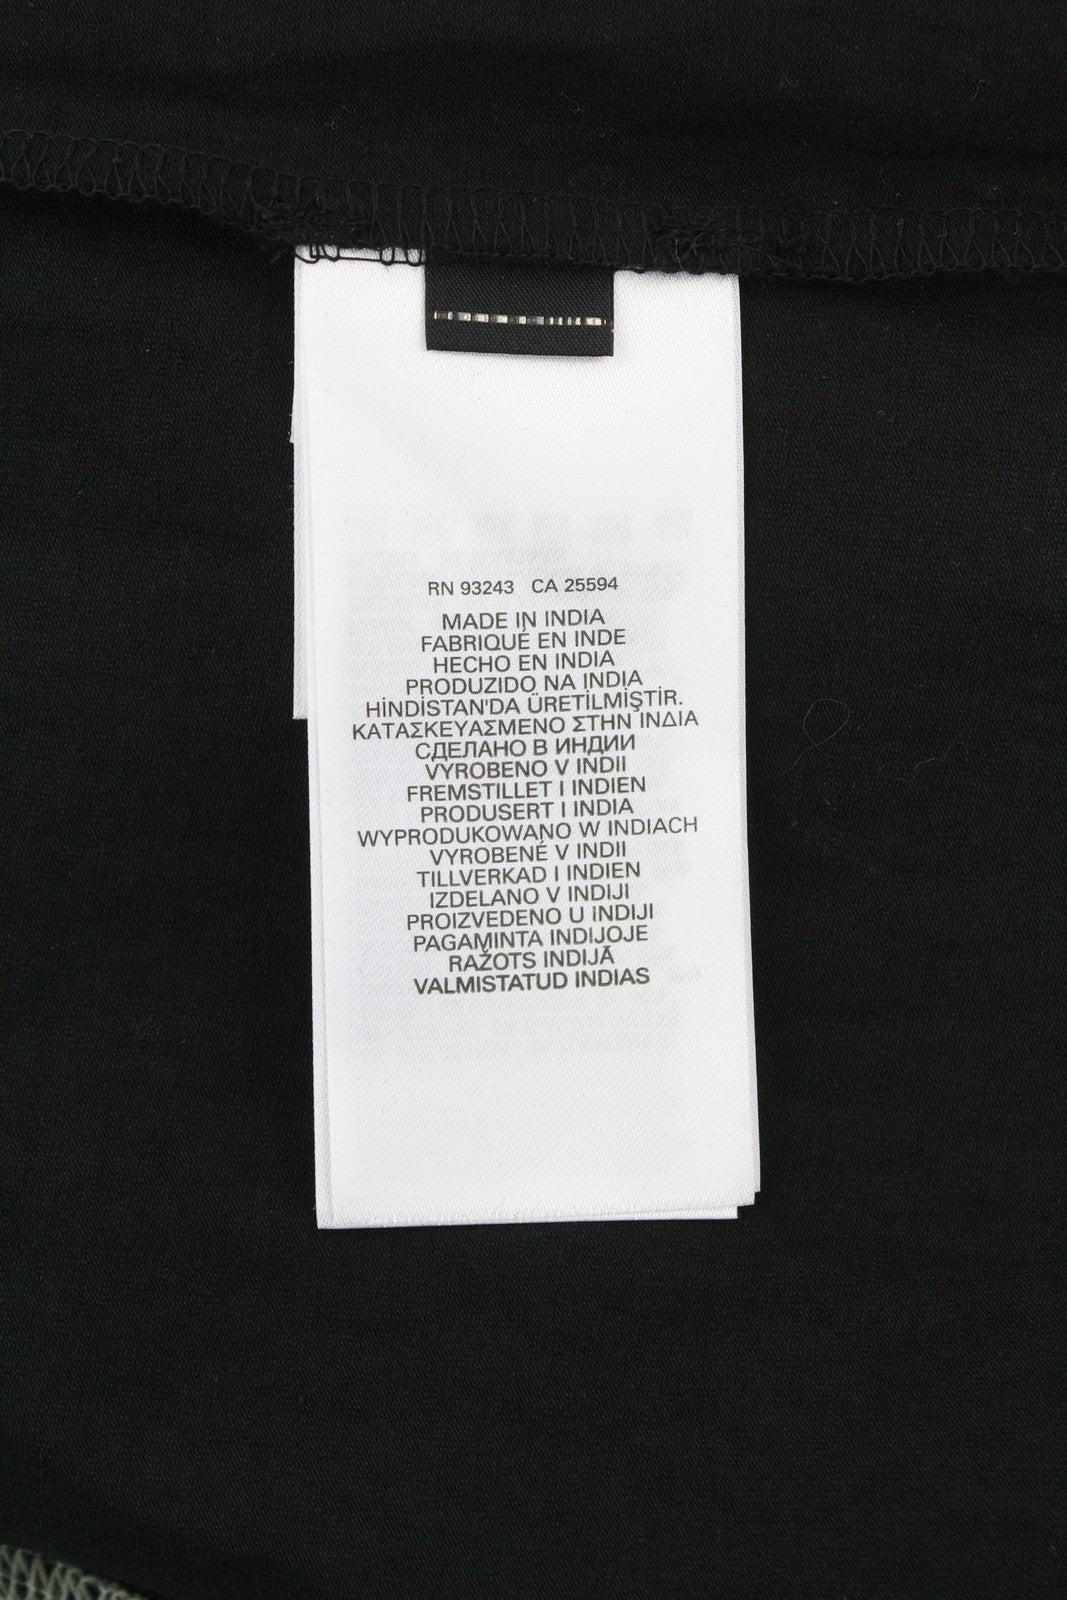 RN 93243 CA 25594
MADE IN INDIA
FABRIQUÉ EN INDE
HECHO EN INDIA
PRODUZIDO NA INDIA
HİNDİSTAN'DA ÜRETİLMİŞTİR.
ΚΑΤΑΣΚΕΥΑΣΜΕΝΟ ΣΤΗΝ ΙΝΔΙΑ
СДЕЛАНО В ИНДИИ
VYROBENO V INDII
FREMSTILLET I INDIEN
PRODUSERT I INDIA
WYPRODUKOWANO W INDIACH
VYROBENÉ V INDII
TILLVERKAD I INDIEN
IZDELANO V INDIJI
PROIZVEDENO U INDIJI
PAGAMINTA INDIJOJE
RAŽOTS INDIJĀ
VALMISTATUD INDIAS